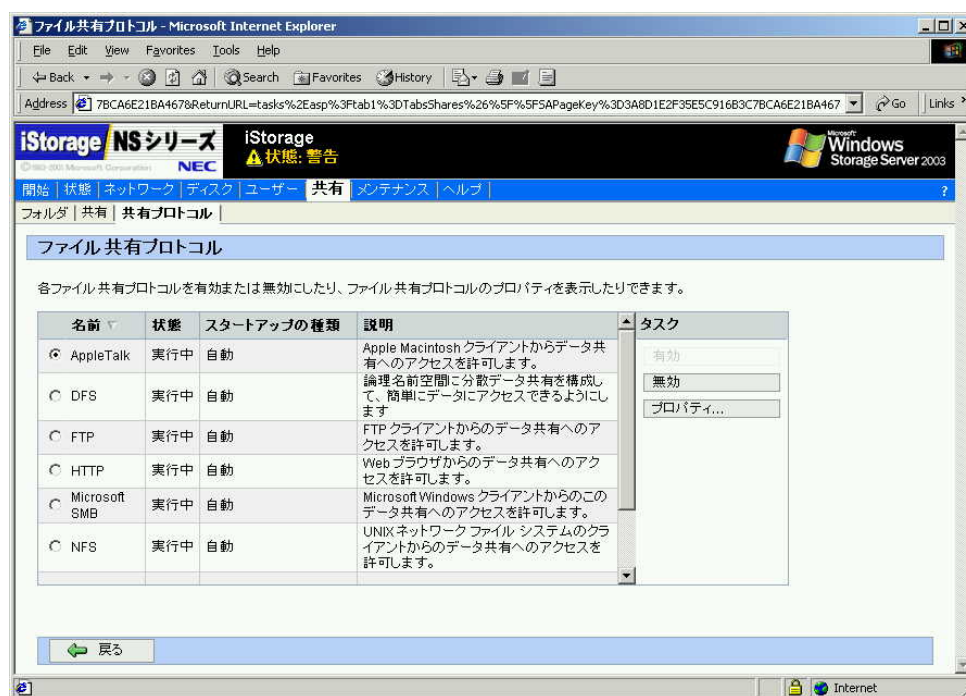 ファイル共有プロトコル - Microsoft Internet Explorer
File Edit View Favorites Tools Help
Back Search Favorites History
Address 7BCA6E21BA467&ReturnURL=tasks%2Easp%3Ftab1%3DTabsShares%26%5F%5FSAPageKey%3D3A8D1E2F35E5C916B3C7BCA6E21BA467 Go Links
iStorage NSシリーズ iStorage Microsoft Windows Storage Server 2003
状態: 警告
NEC
開始 | 状態 | ネットワーク | ディスク | ユーザー | 共有 | メンテナンス | ヘルプ | ?
フォルダ | 共有 | 共有プロトコル |
ファイル共有プロトコル
各ファイル共有プロトコルを有効または無効にしたり、ファイル共有プロトコルのプロパティを表示したりできます。
名前 状態 スタートアップの種類 説明 タスク
AppleTalk 実行中 自動 Apple Macintosh クライアントからデータ共
有へのアクセスを許可します。
有効
DFS 実行中 自動 論理名前空間に分散データ共有を構成し
て、簡単にデータにアクセスできるようにし
ます
無効
プロパティ...
FTP 実行中 自動 FTP クライアントからのデータ共有へのア
クセスを許可します。
HTTP 実行中 自動 Web ブラウザからのデータ共有へのアク
セスを許可します。
Microsoft
SMB 実行中 自動 Microsoft Windows クライアントからのこの
データ共有へのアクセスを許可します。
NFS 実行中 自動 UNIX ネットワーク ファイル システムのクラ
イアントからのデータ共有へのアクセスを
許可します。
戻る
Internet